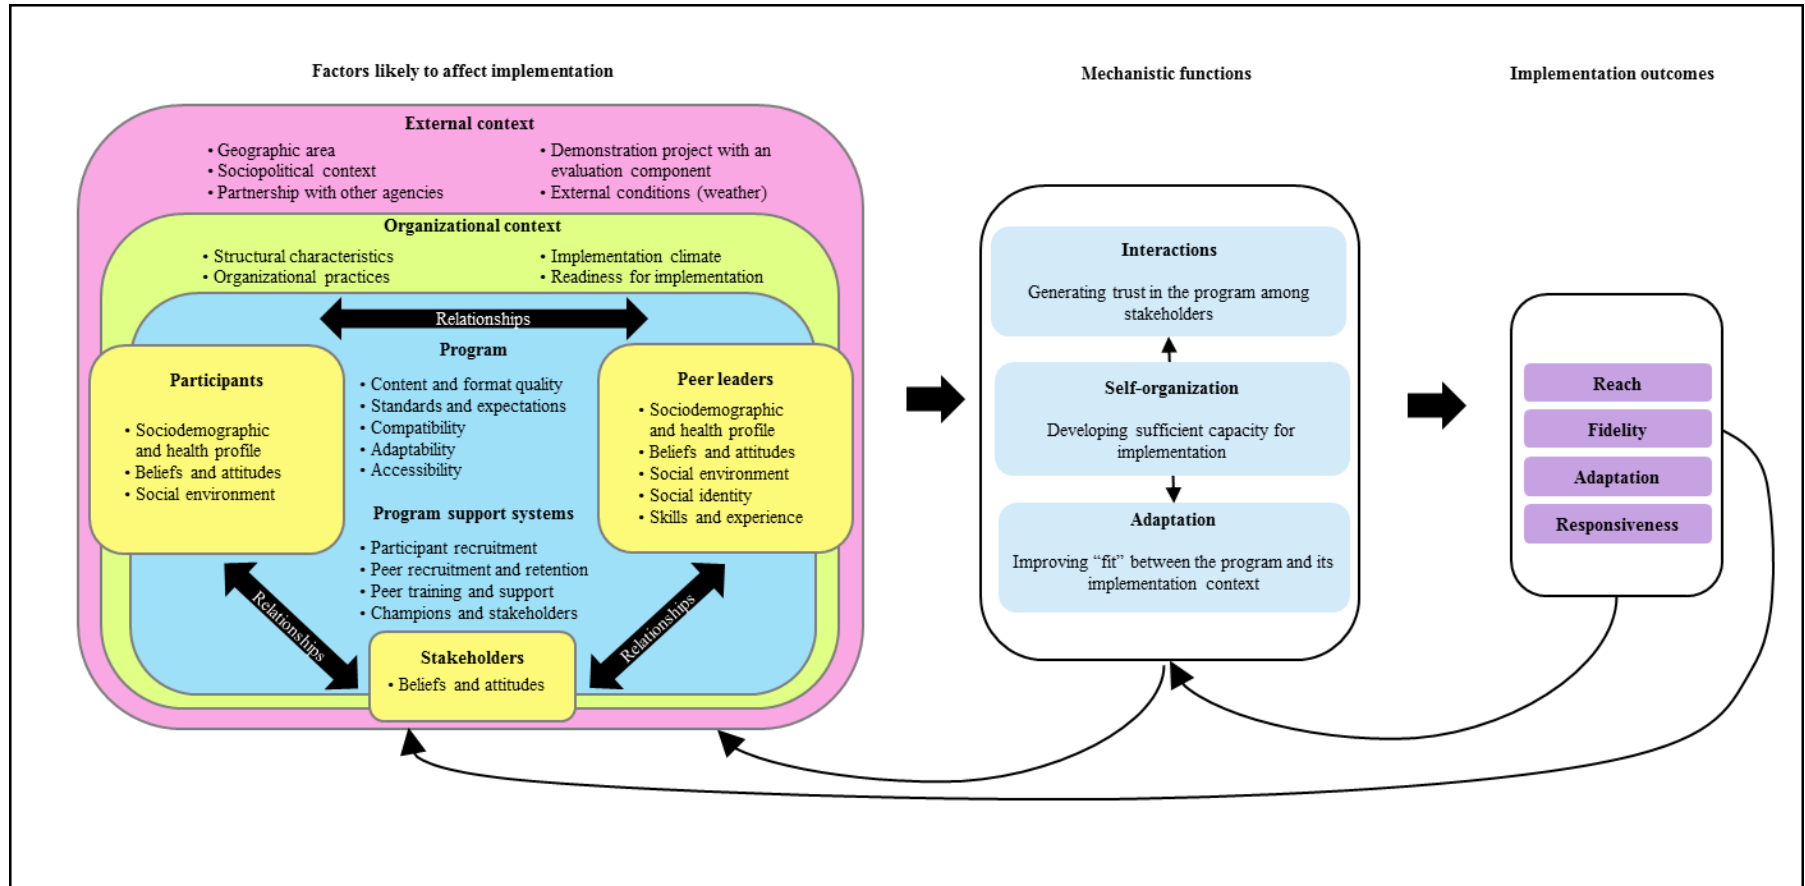 Factors likely to affect implementation
Mechanistic functions
Implementation outcomes
External context
• Geographic area
• Sociopolitical context
• Partnership with other agencies
• Demonstration project with an
evaluation component
• External conditions (weather)
Organizational context
• Structural characteristics
• Organizational practices
• Implementation climate
• Readiness for implementation
Relationships
Participants
• Sociodemographic
and health profile
• Beliefs and attitudes
• Social environment
Program
• Content and format quality
• Standards and expectations
• Compatibility
• Adaptability
• Accessibility
Program support systems
• Participant recruitment
• Peer recruitment and retention
• Peer training and support
• Champions and stakeholders
Peer leaders
• Sociodemographic
and health profile
• Beliefs and attitudes
• Social environment
• Social identity
• Skills and experience
Relationships
Relationships
Stakeholders
• Beliefs and attitudes
Interactions
Generating trust in the program among
stakeholders
Self-organization
Developing sufficient capacity for
implementation
Adaptation
Improving “fit” between the program and its
implementation context
Reach
Fidelity
Adaptation
Responsiveness